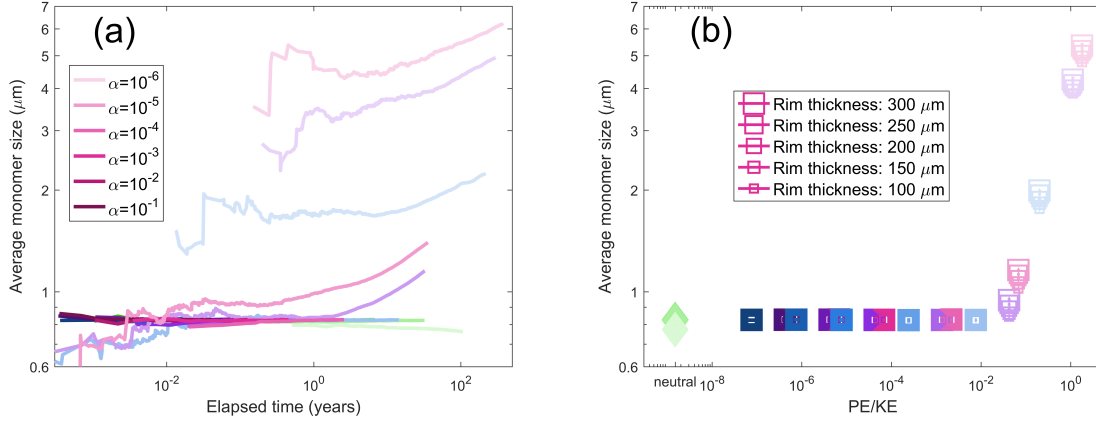 (a)
7
6
5
4
3
2
1
0.6
Average monomer size (μm)
α=10⁻⁶
α=10⁻⁵
α=10⁻⁴
α=10⁻³
α=10⁻²
α=10⁻¹
10⁻²
10⁰
10²
Elapsed time (years)
(b)
7
6
5
4
3
2
1
0.6
Average monomer size (μm)
Rim thickness: 300 μm
Rim thickness: 250 μm
Rim thickness: 200 μm
Rim thickness: 150 μm
Rim thickness: 100 μm
neutral
10⁻⁸
10⁻⁶
10⁻⁴
10⁻²
10⁰
PE/KE